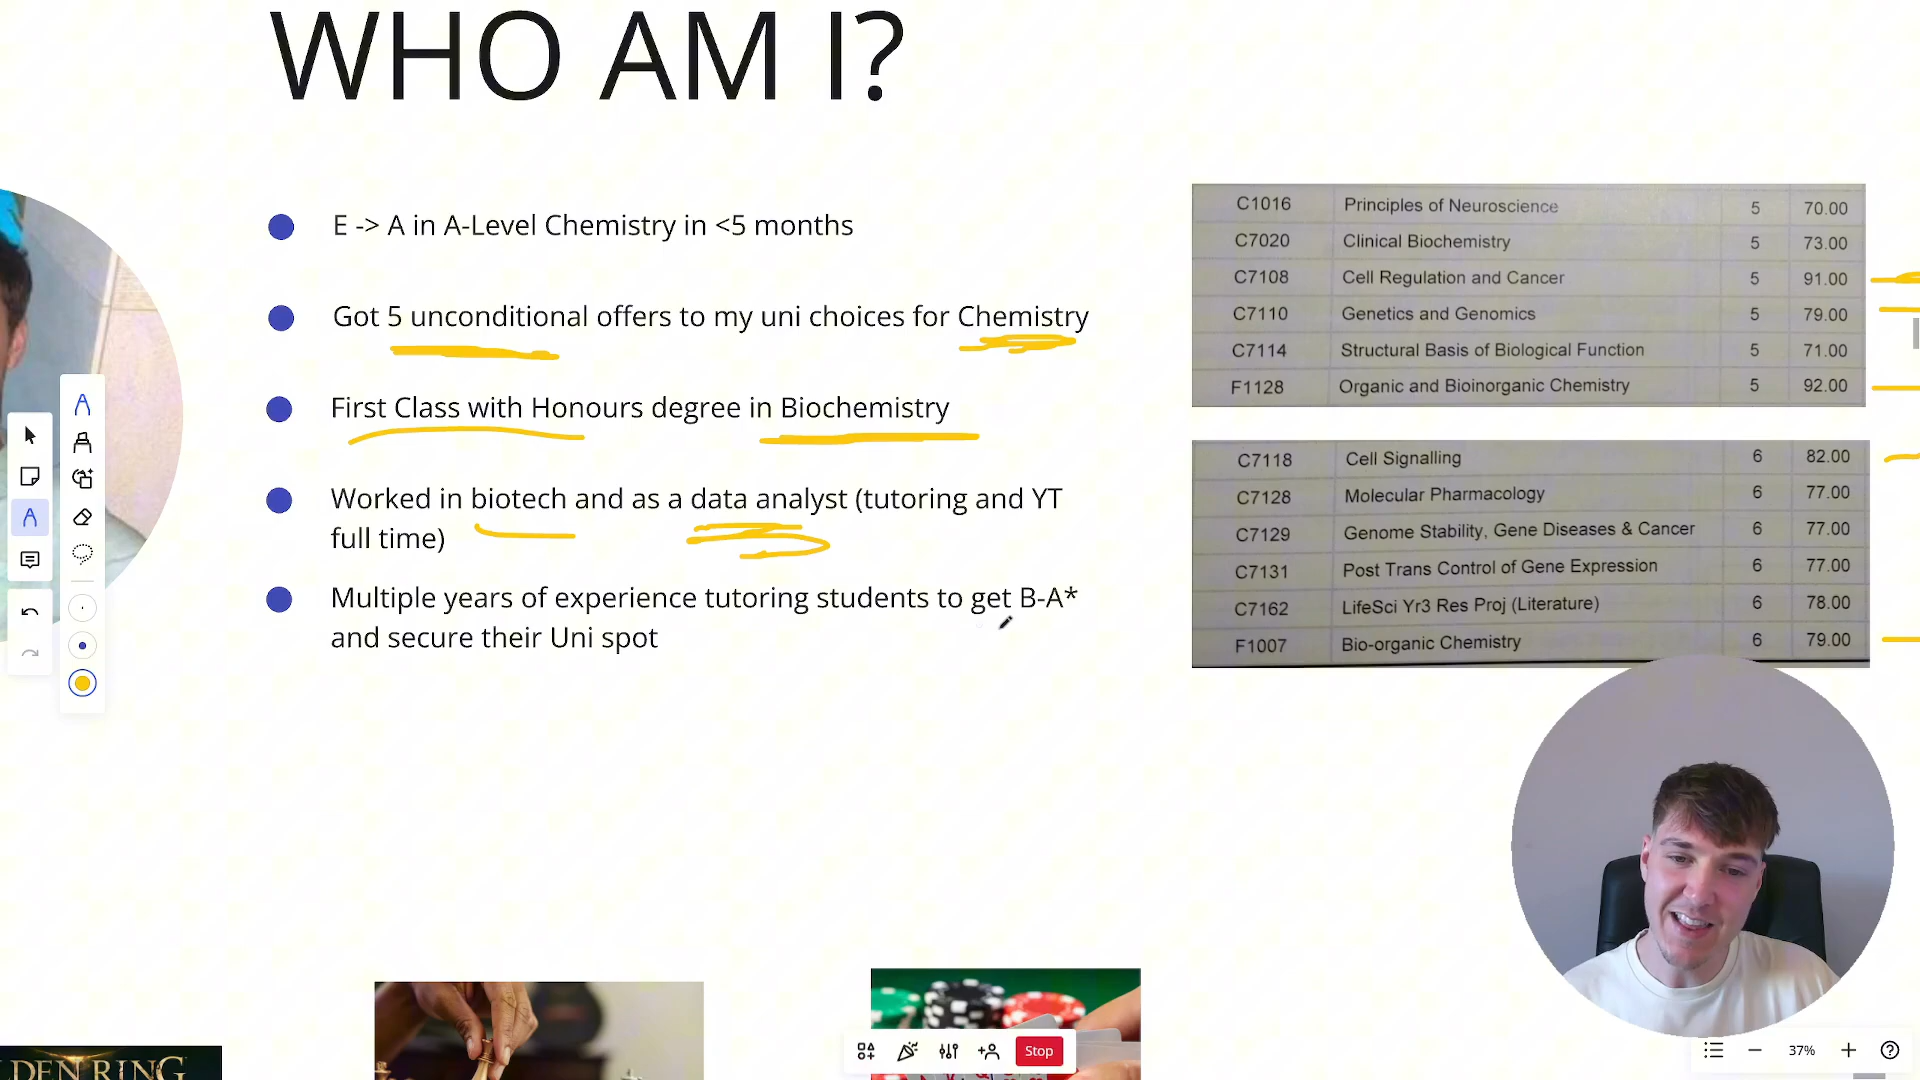 WHO AM I?
E -> A in A-Level Chemistry in <5 months
Got 5 unconditional offers to my uni choices for Chemistry
First Class with Honours degree in Biochemistry
Worked in biotech and as a data analyst (tutoring and YT
full time)
Multiple years of experience tutoring students to get B-A*
and secure their Uni spot
C1016 Principles of Neuroscience 5 70.00
C7020 Clinical Biochemistry 5 73.00
C7108 Cell Regulation and Cancer 5 91.00
C7110 Genetics and Genomics 5 79.00
C7114 Structural Basis of Biological Function 5 71.00
F1128 Organic and Bioinorganic Chemistry 5 92.00
C7118 Cell Signalling 6 82.00
C7128 Molecular Pharmacology 6 77.00
C7129 Genome Stability, Gene Diseases & Cancer 6 77.00
C7131 Post Trans Control of Gene Expression 6 77.00
C7162 LifeSci Yr3 Res Proj (Literature) 6 78.00
F1007 Bio-organic Chemistry 6 79.00
DEN RING
Stop
37%